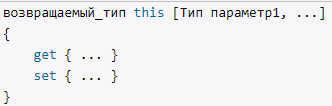 возвращаемый_тип this [Тип параметр1, ...]
{
    get { ... }
    set { ... }
}